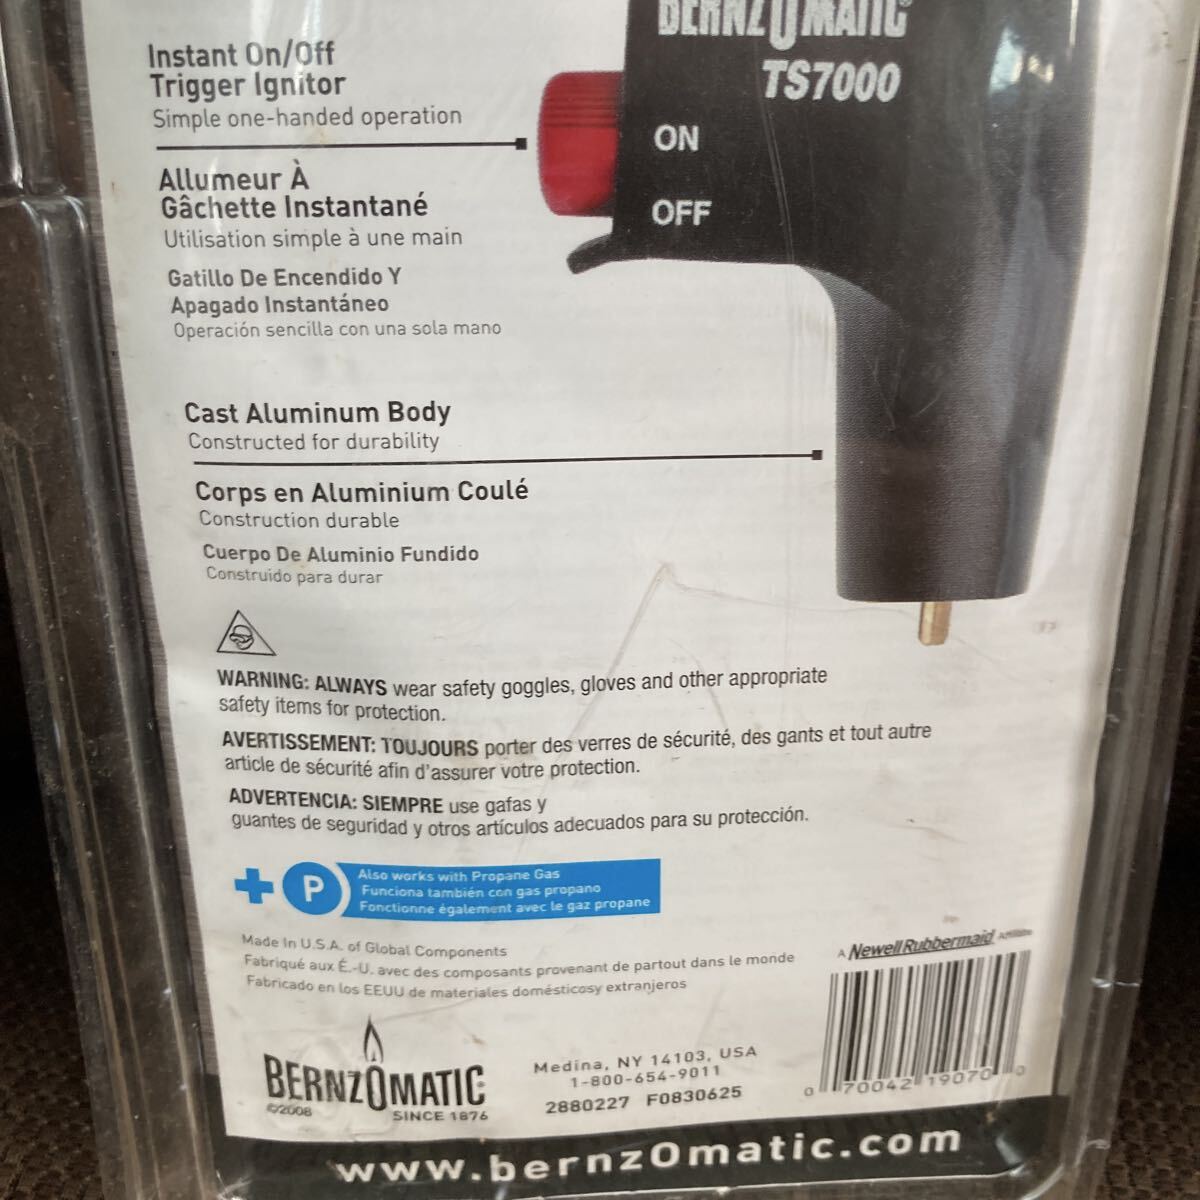 Instant On/Off
Trigger Ignitor
Simple one-handed operation
Allumeur À
Gâchette Instantané
Utilisation simple à une main
Gatillo De Encendido Y
Apagado Instantáneo
Operación sencilla con una sola mano
BERNZOMATIC
TS7000
ON
OFF
Cast Aluminum Body
Constructed for durability
Corps en Aluminium Coulé
Construction durable
Cuerpo De Aluminio Fundido
Construido para durar
WARNING: ALWAYS wear safety goggles, gloves and other appropriate
safety items for protection.
AVERTISSEMENT: TOUJOURS porter des verres de sécurité, des gants et tout autre
article de sécurité afin d'assurer votre protection.
ADVERTENCIA: SIEMPRE use gafas y
guantes de seguridad y otros artículos adecuados para su protección.
P
Also works with Propane Gas
Funciona también con gas propano
Fonctionne également avec le gaz propane
Made In U.S.A. of Global Components
Fabriqué aux É.-U. avec des composants provenant de partout dans le monde
Fabricado en los EEUU de materiales domésticosy extranjeros
A Newell Rubbermaid Affiliate
0 70042 19070 0
BERNZOMATIC
©2008
SINCE 1876
Medina, NY 14103, USA
1-800-654-9011
2880227 F0830625
www.bernzOmatic.com